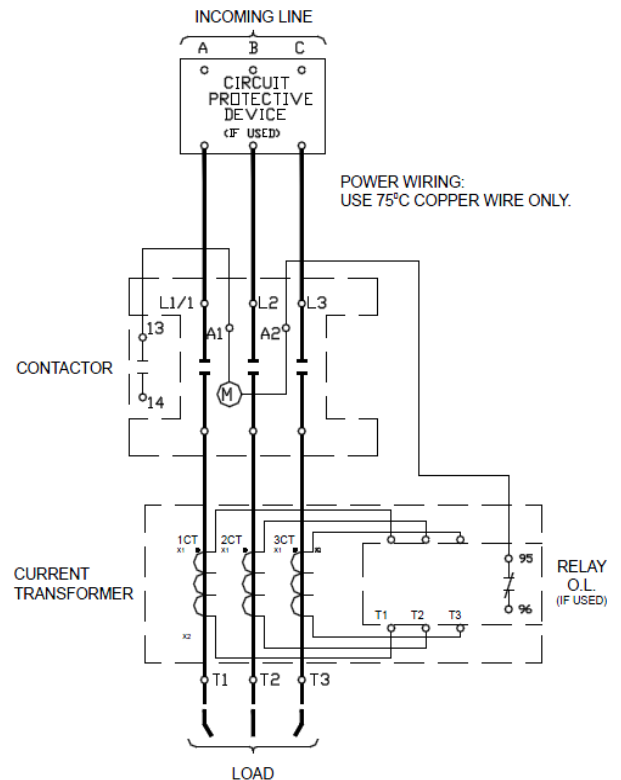 INCOMING LINE
A B C
CIRCUIT
PROTECTIVE
DEVICE
(IF USED)
POWER WIRING:
USE 75°C COPPER WIRE ONLY.
L1/1 L2 L3
13 A1 A2
CONTACTOR
M
14
1CT 2CT 3CT
X1 X1 X1
95
RELAY
O.L.
(IF USED)
CURRENT
TRANSFORMER
96
T1 T2 T3
X2
T1 T2 T3
LOAD